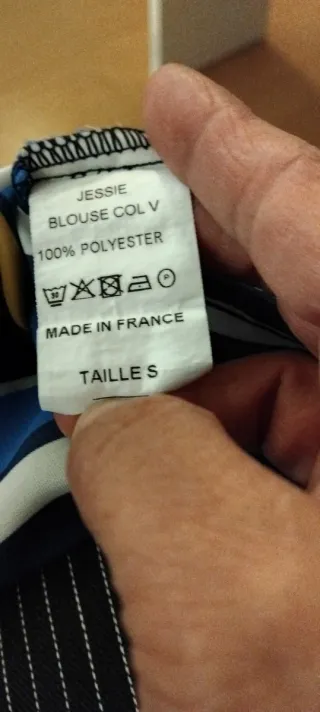 JESSIE
BLOUSE COL V
100% POLYESTER
MADE IN FRANCE
TAILLE S